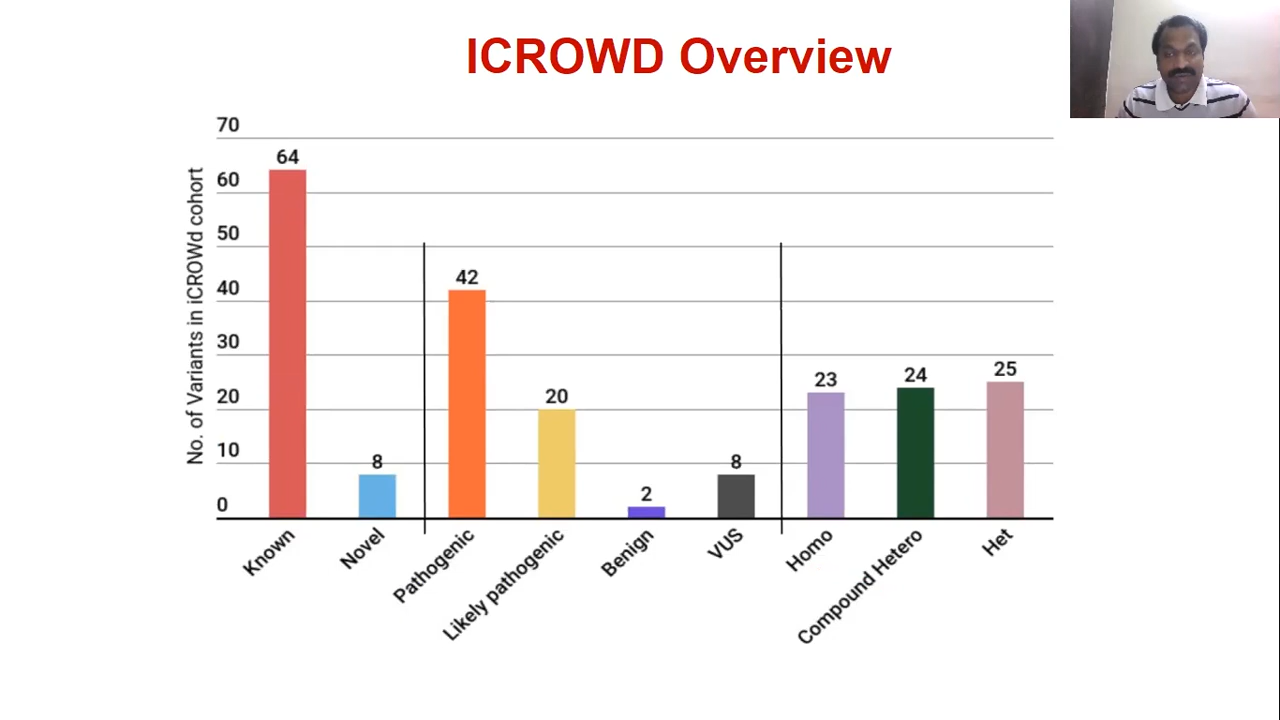 ICROWD Overview
No. of Variants in iCROWd cohort
70
60
50
40
30
20
10
0
64
8
42
20
2
8
23
24
25
Known
Novel
Pathogenic
Likely pathogenic
Benign
VUS
Homo
Compound Hetero
Het